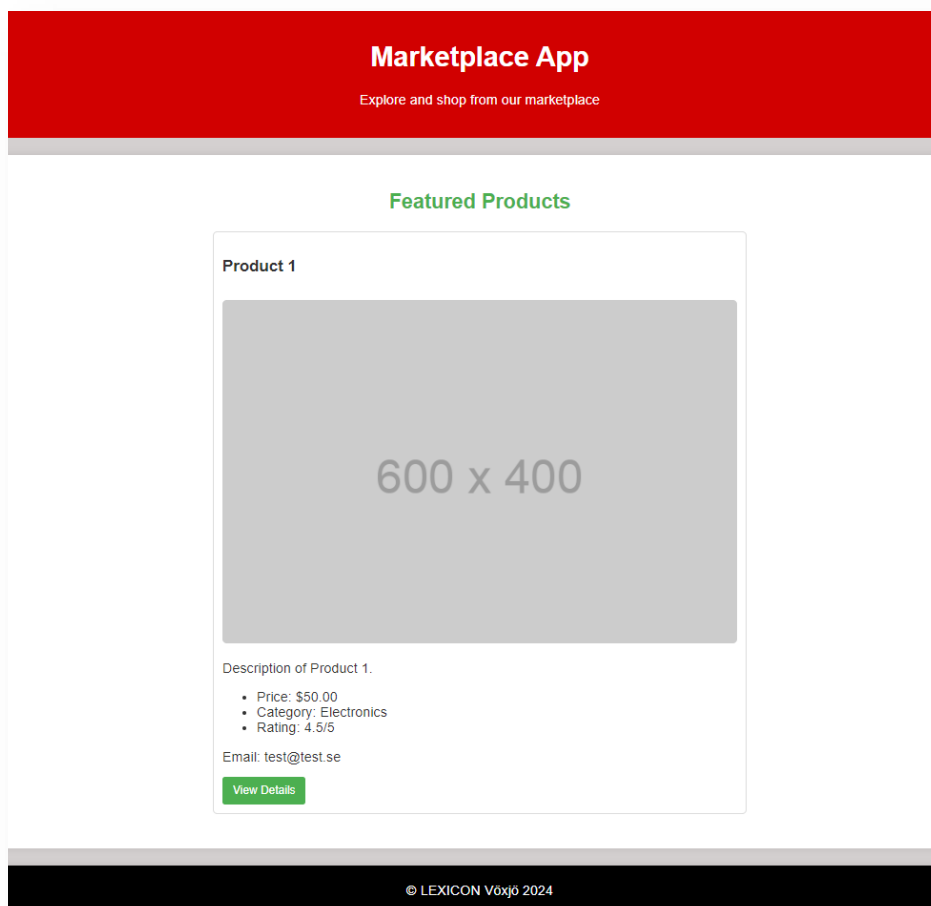 Marketplace App
Explore and shop from our marketplace
Featured Products
Product 1
600 x 400
Description of Product 1.
• Price: $50.00
• Category: Electronics
• Rating: 4.5/5
Email: test@test.se
View Details
© LEXICON Vöxjö 2024